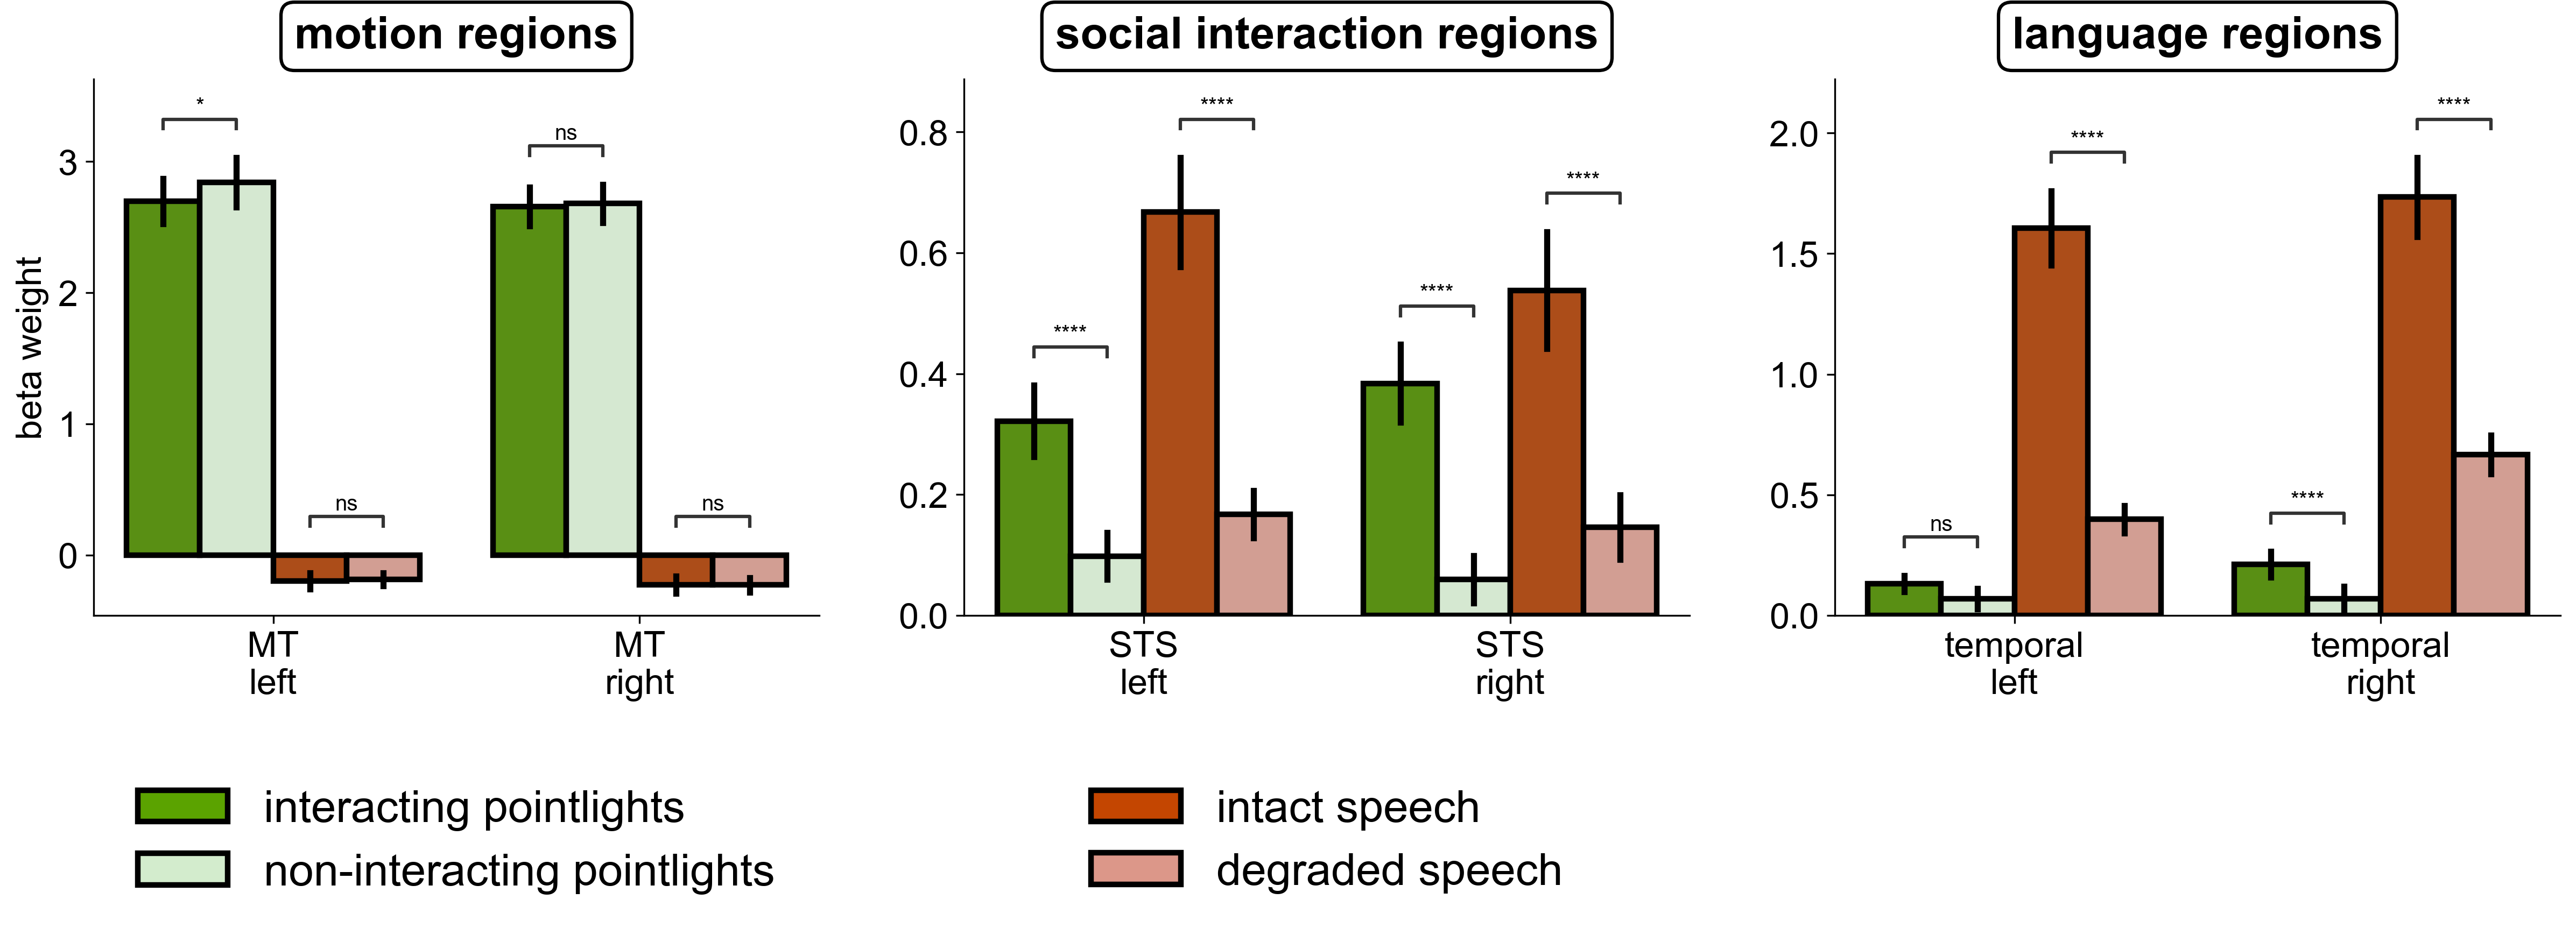 motion regions
social interaction regions
language regions
beta weight
3
2
1
0
*
ns
ns
ns
MT
left
MT
right
0.8
0.6
0.4
0.2
0.0
****
****
****
****
STS
left
STS
right
2.0
1.5
1.0
0.5
0.0
ns
****
****
****
temporal
left
temporal
right
interacting pointlights
non-interacting pointlights
intact speech
degraded speech